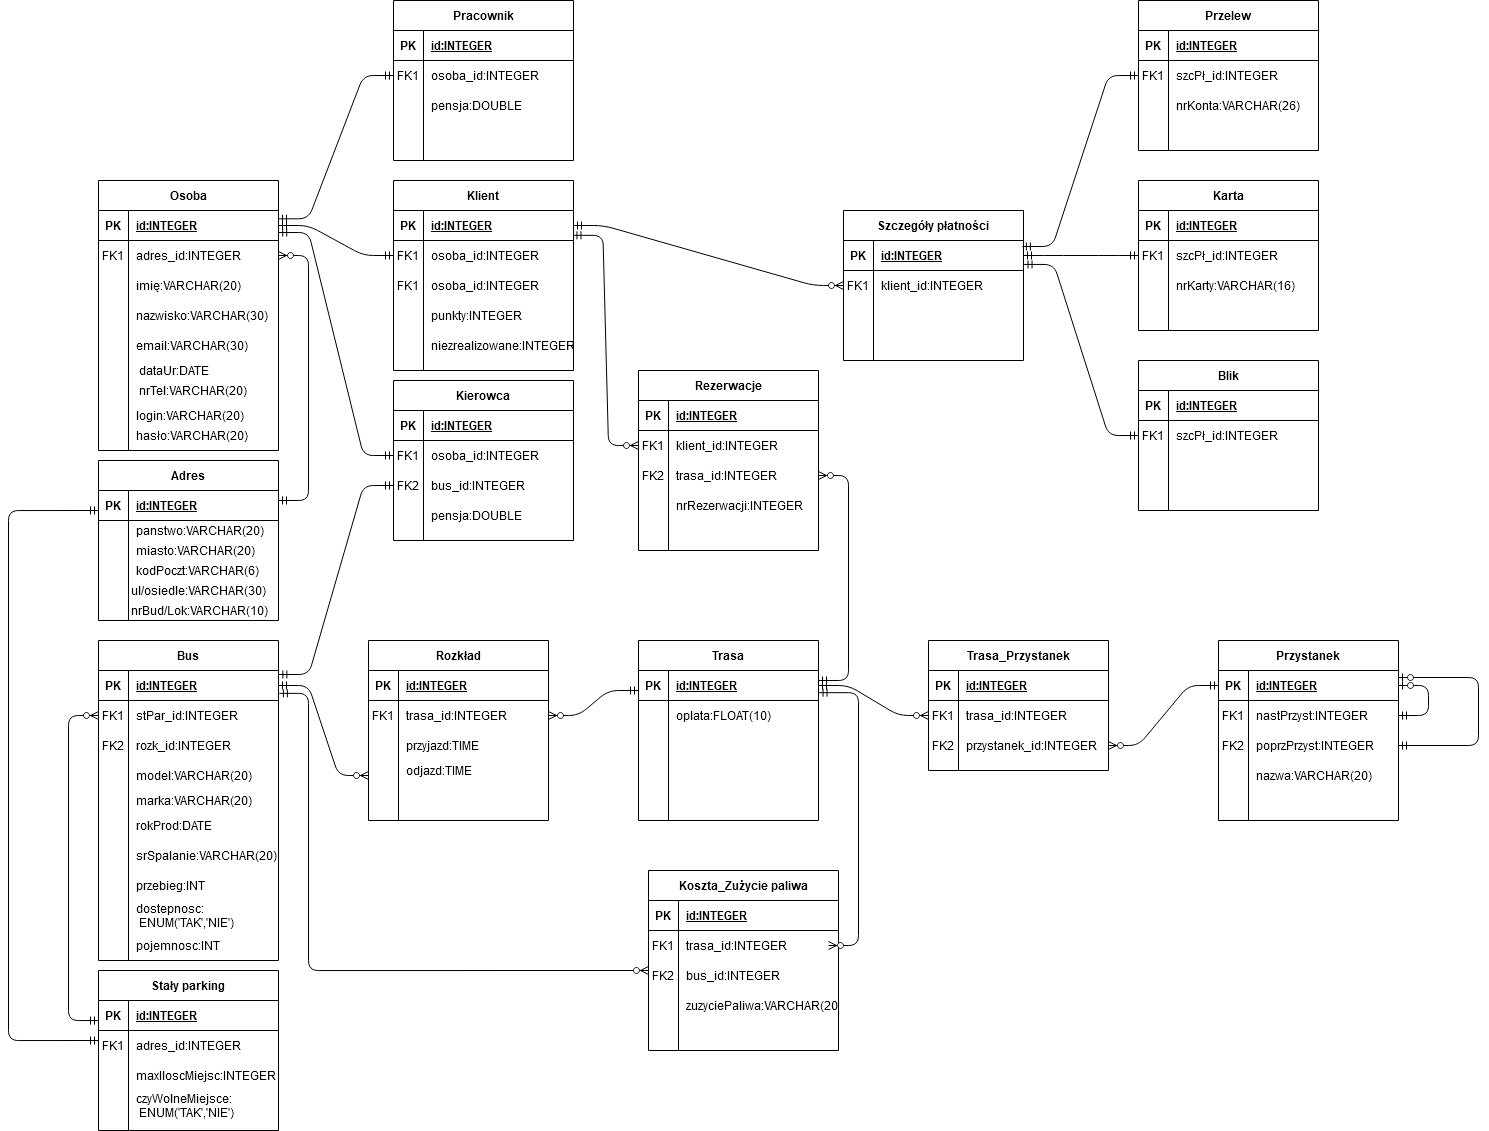 Pracownik
PK id:INTEGER
FK1 osoba_id:INTEGER
pensja:DOUBLE
Przelew
PK id:INTEGER
FK1 szcPł_id:INTEGER
nrKonta:VARCHAR(26)
Osoba
PK id:INTEGER
FK1 adres_id:INTEGER
imię:VARCHAR(20)
nazwisko:VARCHAR(30)
email:VARCHAR(30)
dataUr:DATE
nrTel:VARCHAR(20)
login:VARCHAR(20)
hasło:VARCHAR(20)
Klient
PK id:INTEGER
FK1 osoba_id:INTEGER
FK1 osoba_id:INTEGER
punkty:INTEGER
niezrealizowane:INTEGER
Szczegóły płatności
PK id:INTEGER
FK1 klient_id:INTEGER
Karta
PK id:INTEGER
FK1 szcPł_id:INTEGER
nrKarty:VARCHAR(16)
Kierowca
PK id:INTEGER
FK1 osoba_id:INTEGER
FK2 bus_id:INTEGER
pensja:DOUBLE
Rezerwacje
PK id:INTEGER
FK1 klient_id:INTEGER
FK2 trasa_id:INTEGER
nrRezerwacji:INTEGER
Blik
PK id:INTEGER
FK1 szcPł_id:INTEGER
Adres
PK id:INTEGER
panstwo:VARCHAR(20)
miasto:VARCHAR(20)
kodPoczt:VARCHAR(6)
ul/osiedle:VARCHAR(30)
nrBud/Lok:VARCHAR(10)
Bus
PK id:INTEGER
FK1 stPar_id:INTEGER
FK2 rozk_id:INTEGER
model:VARCHAR(20)
marka:VARCHAR(20)
rokProd:DATE
srSpalanie:VARCHAR(20)
przebieg:INT
dostepnosc:
ENUM('TAK','NIE')
pojemnosc:INT
Rozkład
PK id:INTEGER
FK1 trasa_id:INTEGER
przyjazd:TIME
odjazd:TIME
Trasa
PK id:INTEGER
oplata:FLOAT(10)
Trasa_Przystanek
PK id:INTEGER
FK1 trasa_id:INTEGER
FK2 przystanek_id:INTEGER
Przystanek
PK id:INTEGER
FK1 nastPrzyst:INTEGER
FK2 poprzPrzyst:INTEGER
nazwa:VARCHAR(20)
Koszta_Zużycie paliwa
PK id:INTEGER
FK1 trasa_id:INTEGER
FK2 bus_id:INTEGER
zuzyciePaliwa:VARCHAR(20
Stały parking
PK id:INTEGER
FK1 adres_id:INTEGER
maxIloscMiejsc:INTEGER
czyWolneMiejsce:
ENUM('TAK','NIE')